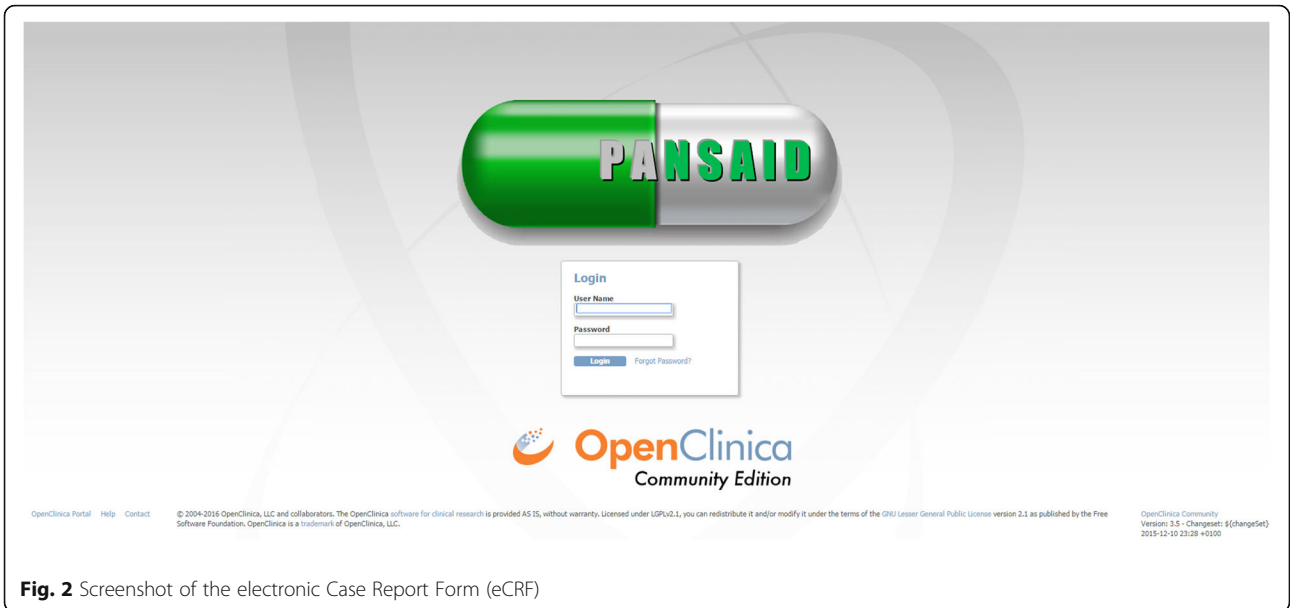 PANSAID
Login
User Name
Password
Login Forgot Password?
OpenClinica
Community Edition
OpenClinica Portal Help Contact
© 2004-2016 OpenClinica, LLC and collaborators. The OpenClinica software for clinical research is provided AS IS, without warranty. Licensed under LGPLv2.1, you can redistribute it and/or modify it under the terms of the GNU Lesser General Public License version 2.1 as published by the Free
Software Foundation. OpenClinica is a trademark of OpenClinica, LLC.
OpenClinica Community
Version: 3.5 - Changeset: ${changeSet}
2015-12-10 23:28 +0100
Fig. 2 Screenshot of the electronic Case Report Form (eCRF)